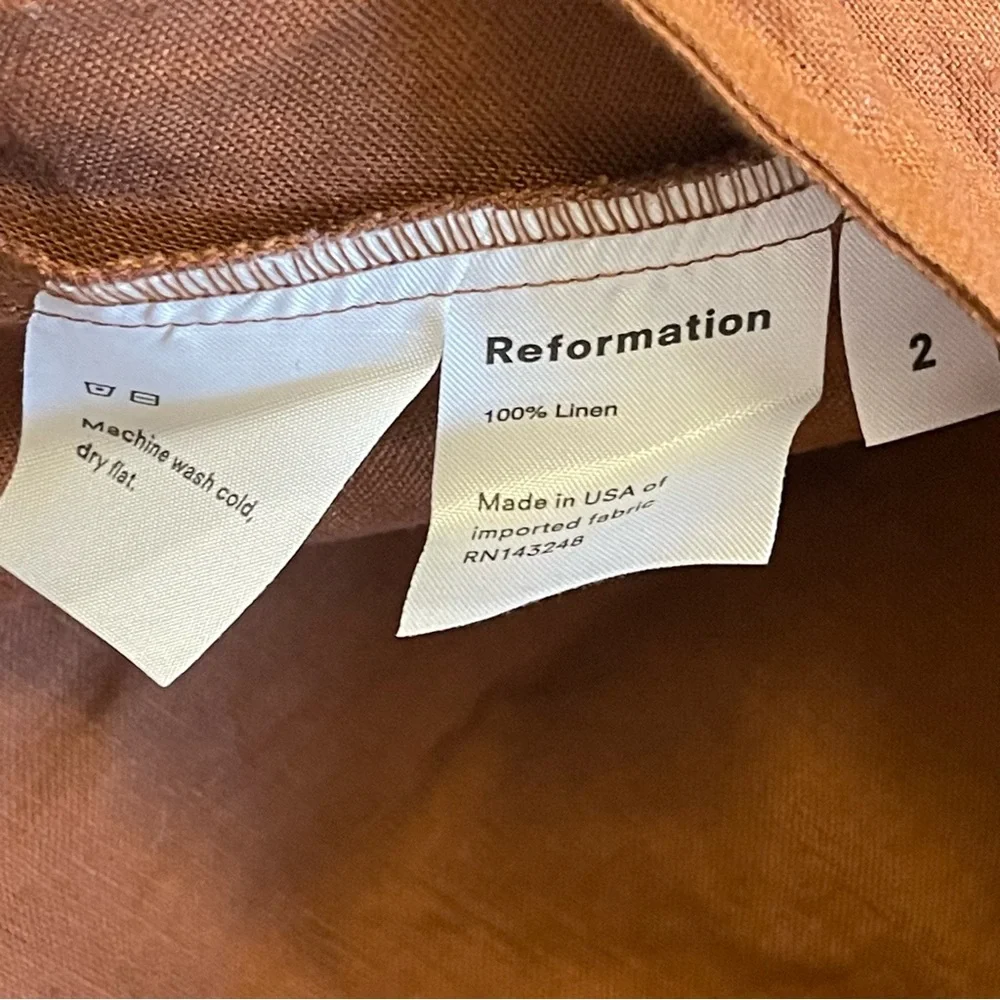 Machine wash cold,
dry flat.
Reformation
100% Linen
Made in USA of
imported fabric
RN143248
2